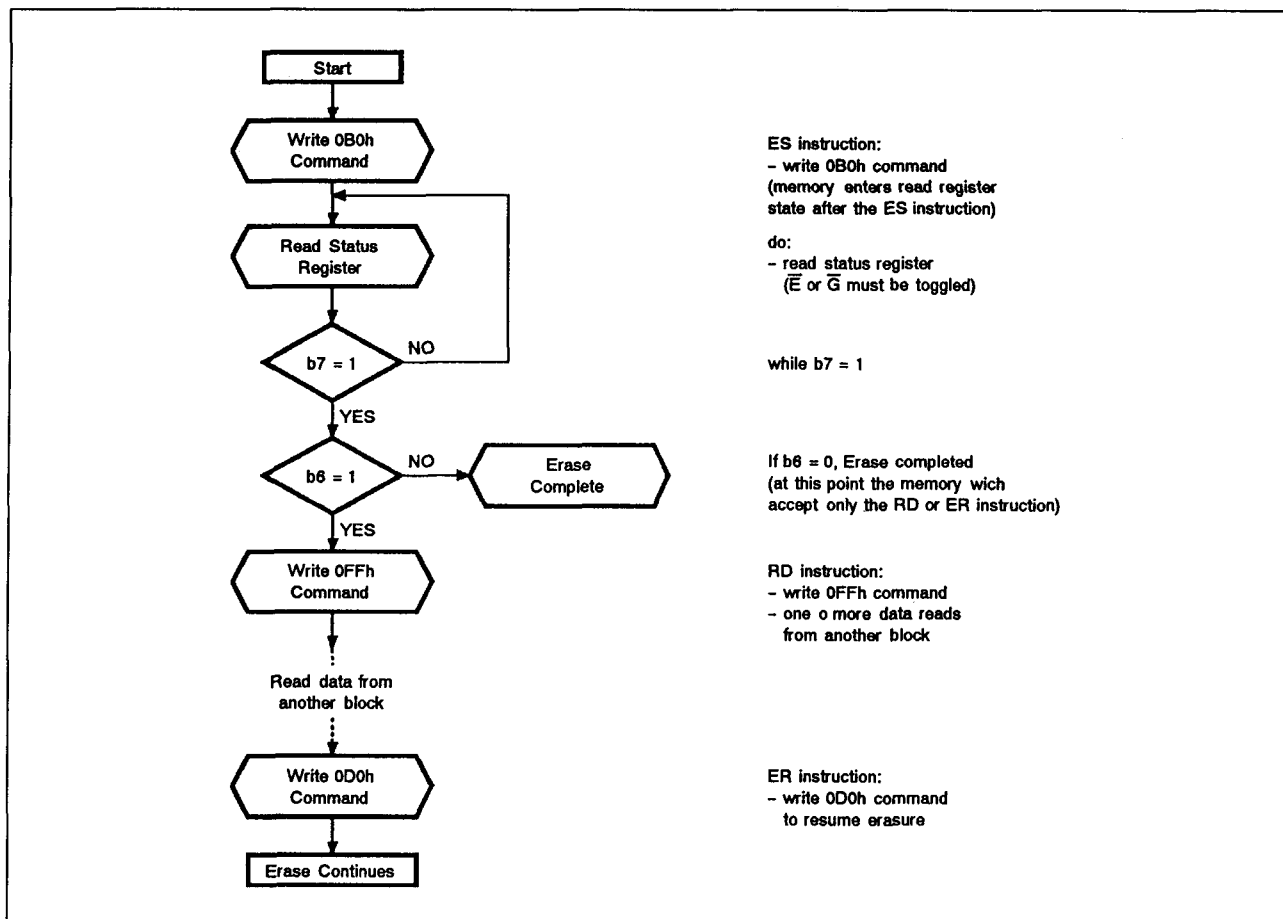 Start
Write 0B0h
Command
Read Status
Register
b7 = 1
NO
YES
b6 = 1
NO
Erase
Complete
YES
Write 0FFh
Command
Read data from
another block
Write 0D0h
Command
Erase Continues
ES instruction:
– write 0B0h command
(memory enters read register
state after the ES instruction)
do:
– read status register
(E̅ or G̅ must be toggled)
while b7 = 1
If b6 = 0, Erase completed
(at this point the memory wich
accept only the RD or ER instruction)
RD instruction:
– write 0FFh command
– one o more data reads
from another block
ER instruction:
– write 0D0h command
to resume erasure